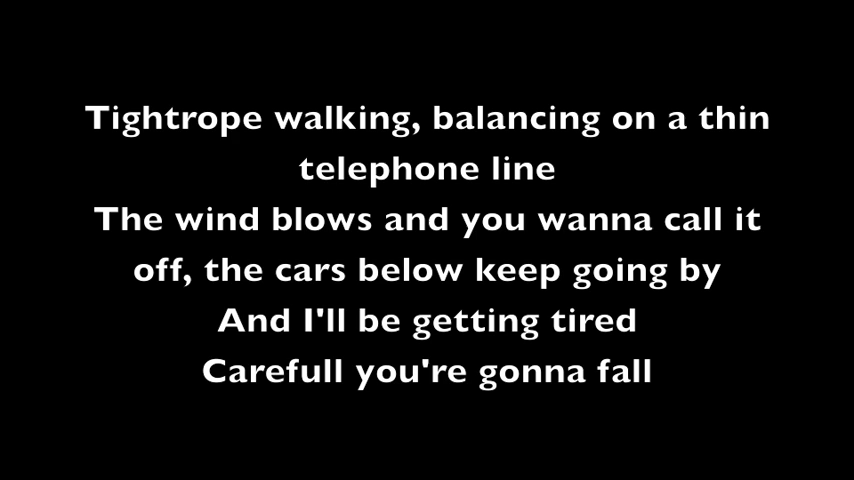 Tightrope walking, balancing on a thin
telephone line
The wind blows and you wanna call it
off, the cars below keep going by
And I'll be getting tired
Carefull you're gonna fall